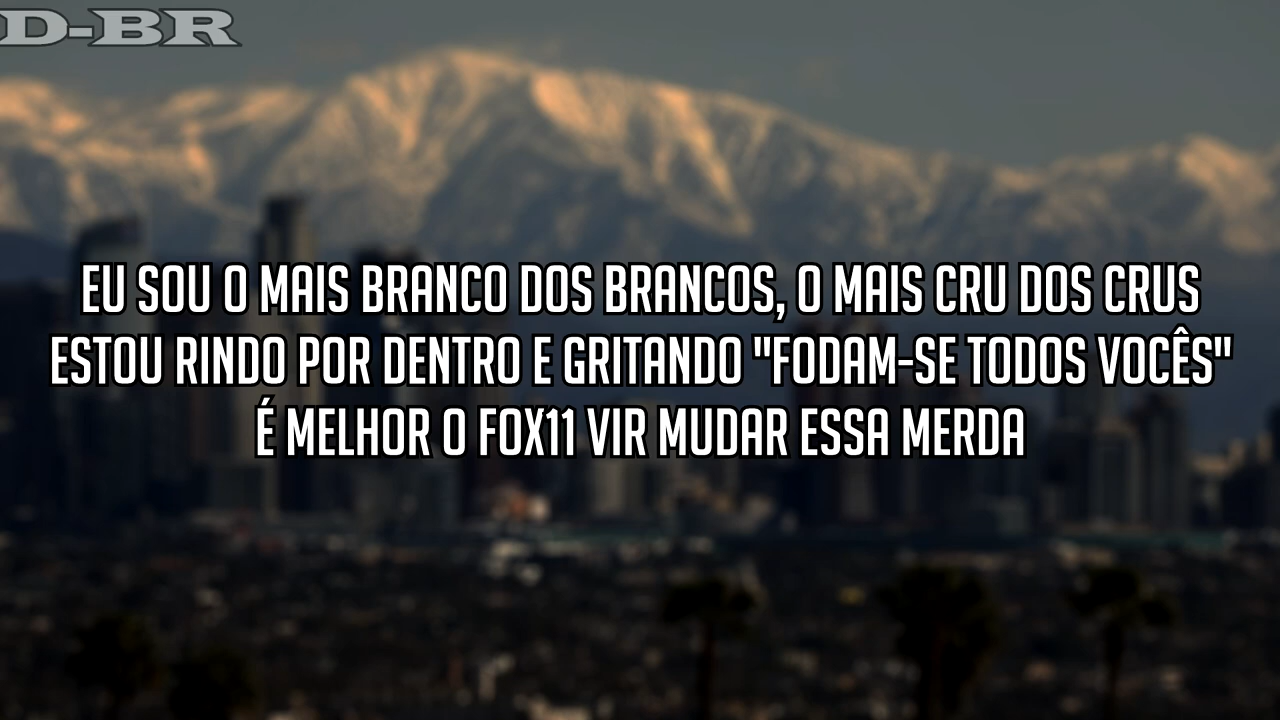 D-BR
EU SOU O MAIS BRANCO DOS BRANCOS, O MAIS CRU DOS CRUS
ESTOU RINDO POR DENTRO E GRITANDO "FODAM-SE TODOS VOCÊS"
É MELHOR O FOX11 VIR MUDAR ESSA MERDA